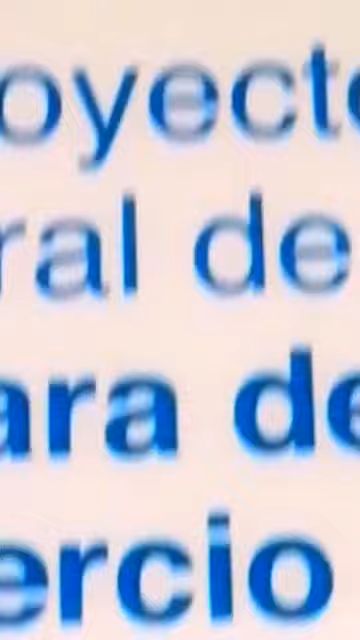 oyecto
ral de
ara de
ercio